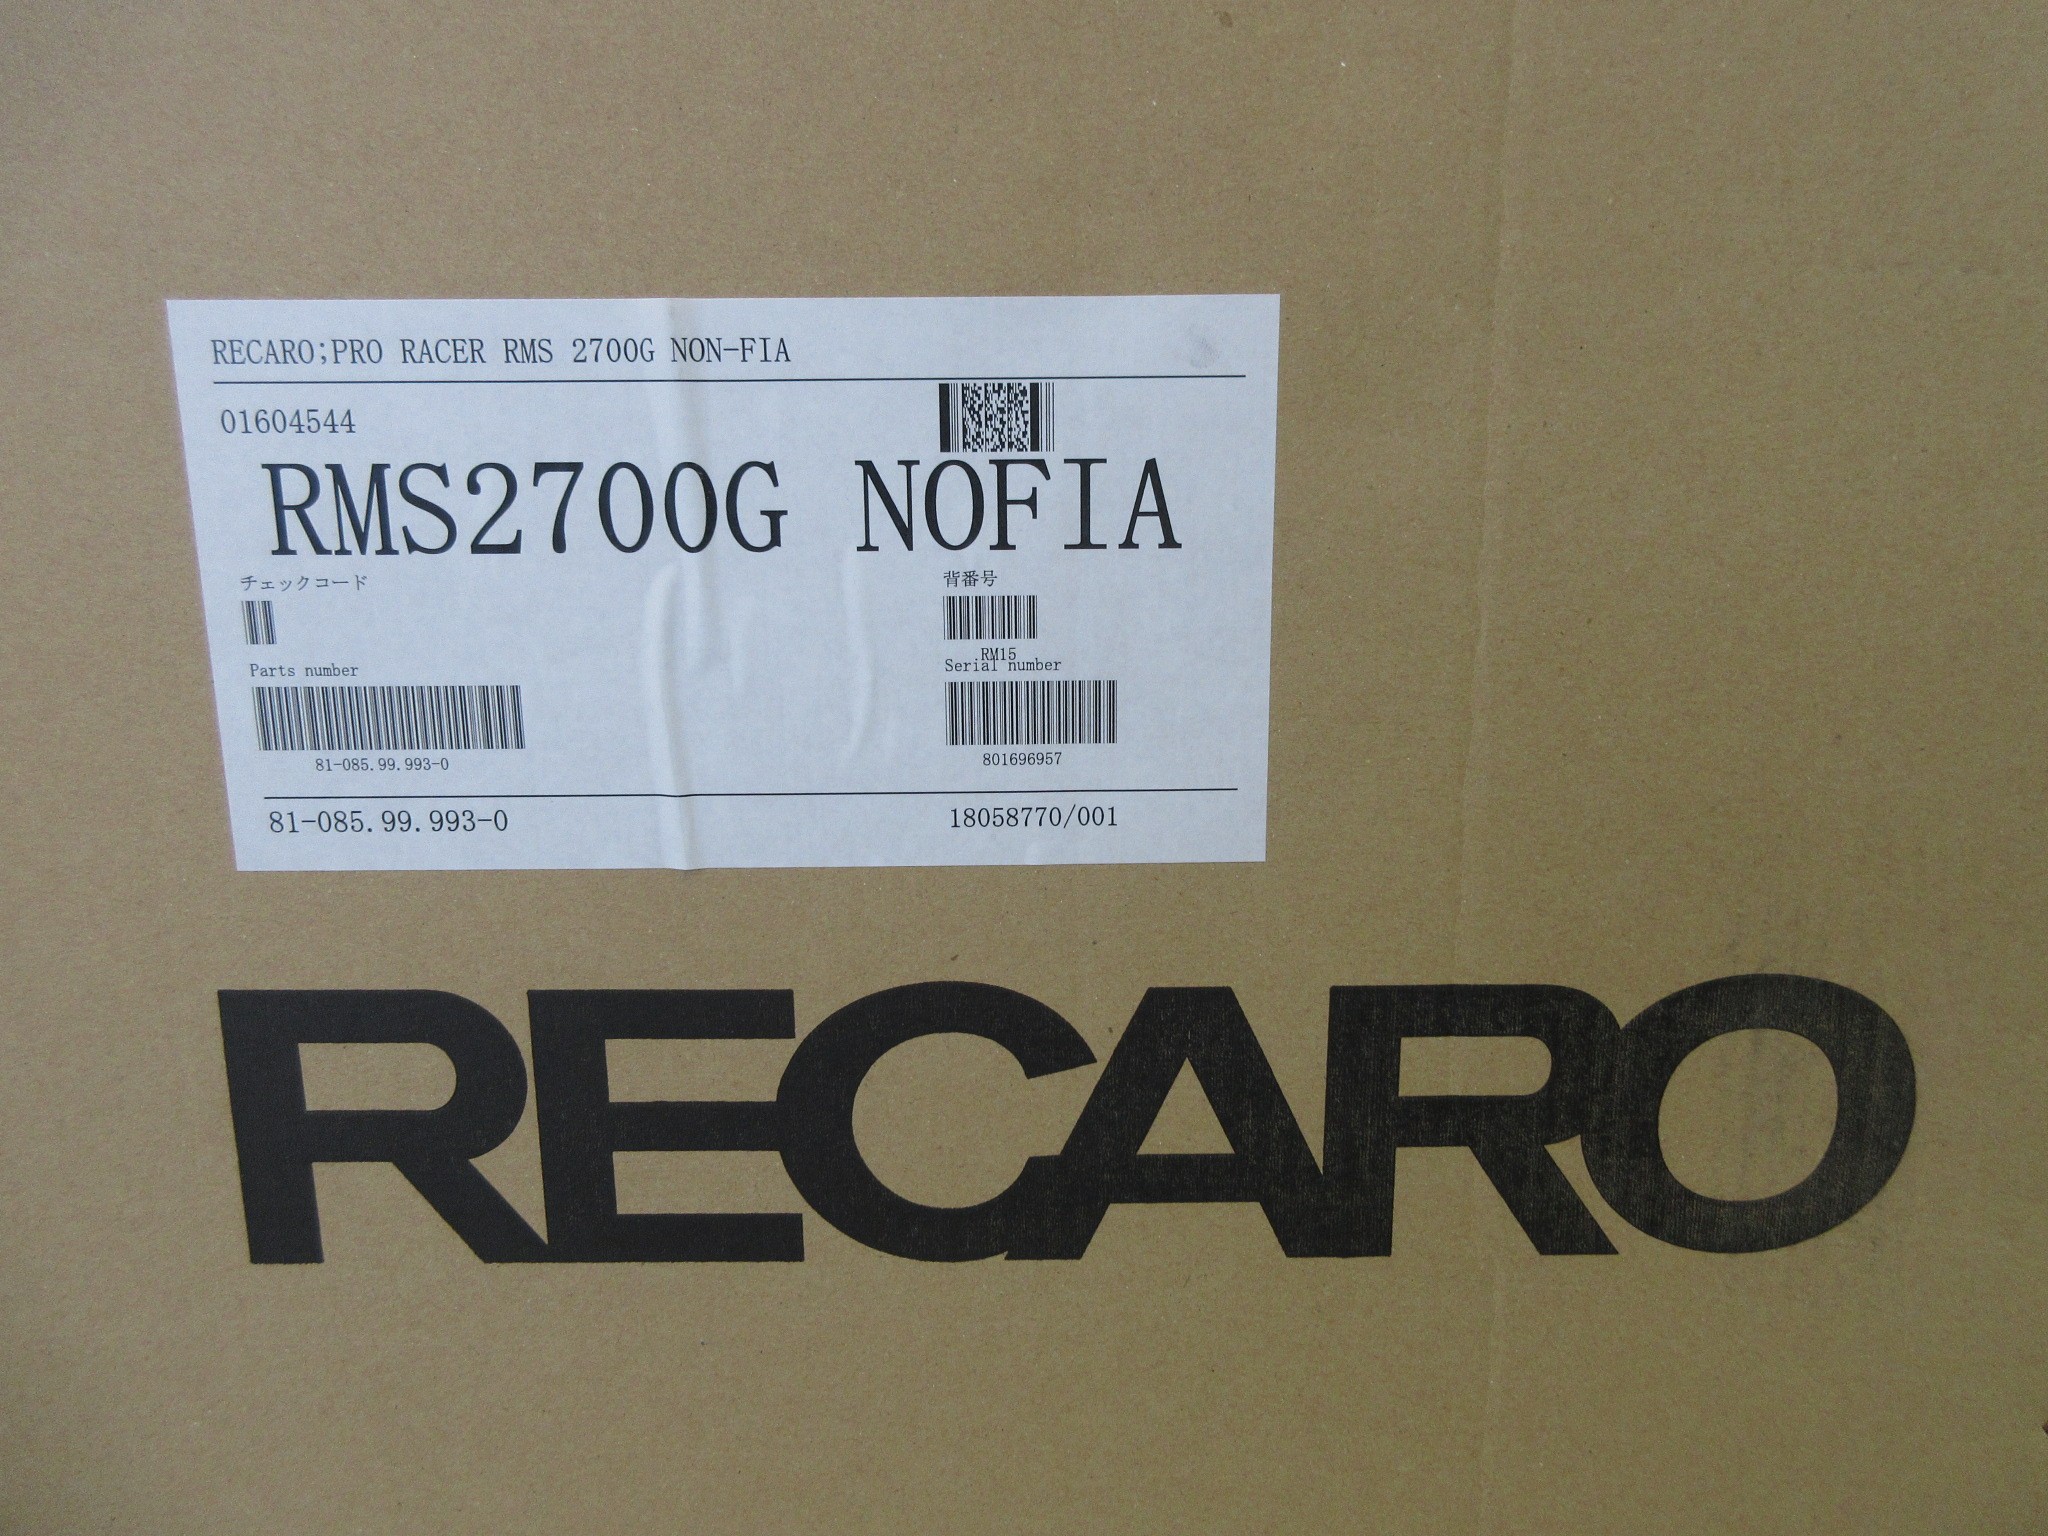 RECARO;PRO RACER RMS 2700G NON-FIA
01604544
RMS2700G NOFIA
チェックコード
背番号
RM15
Parts number
Serial number
81-085.99.993-0
801696957
81-085.99.993-0
18058770/001
RECARO